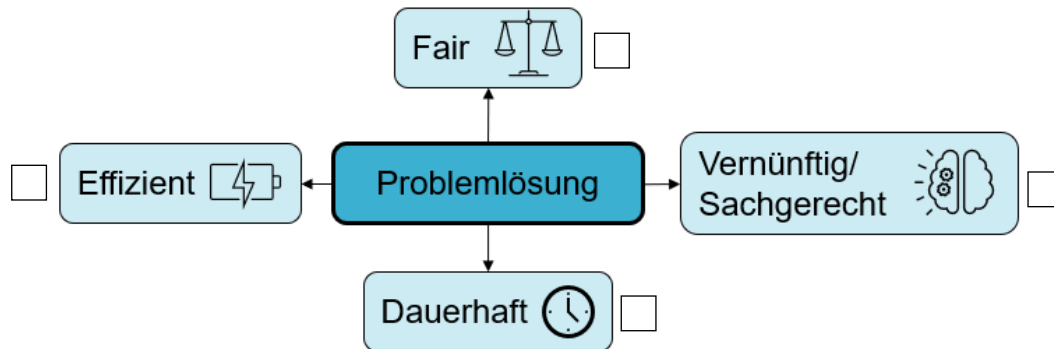 Fair
Effizient
Problemlösung
Vernünftig/
Sachgerecht
Dauerhaft